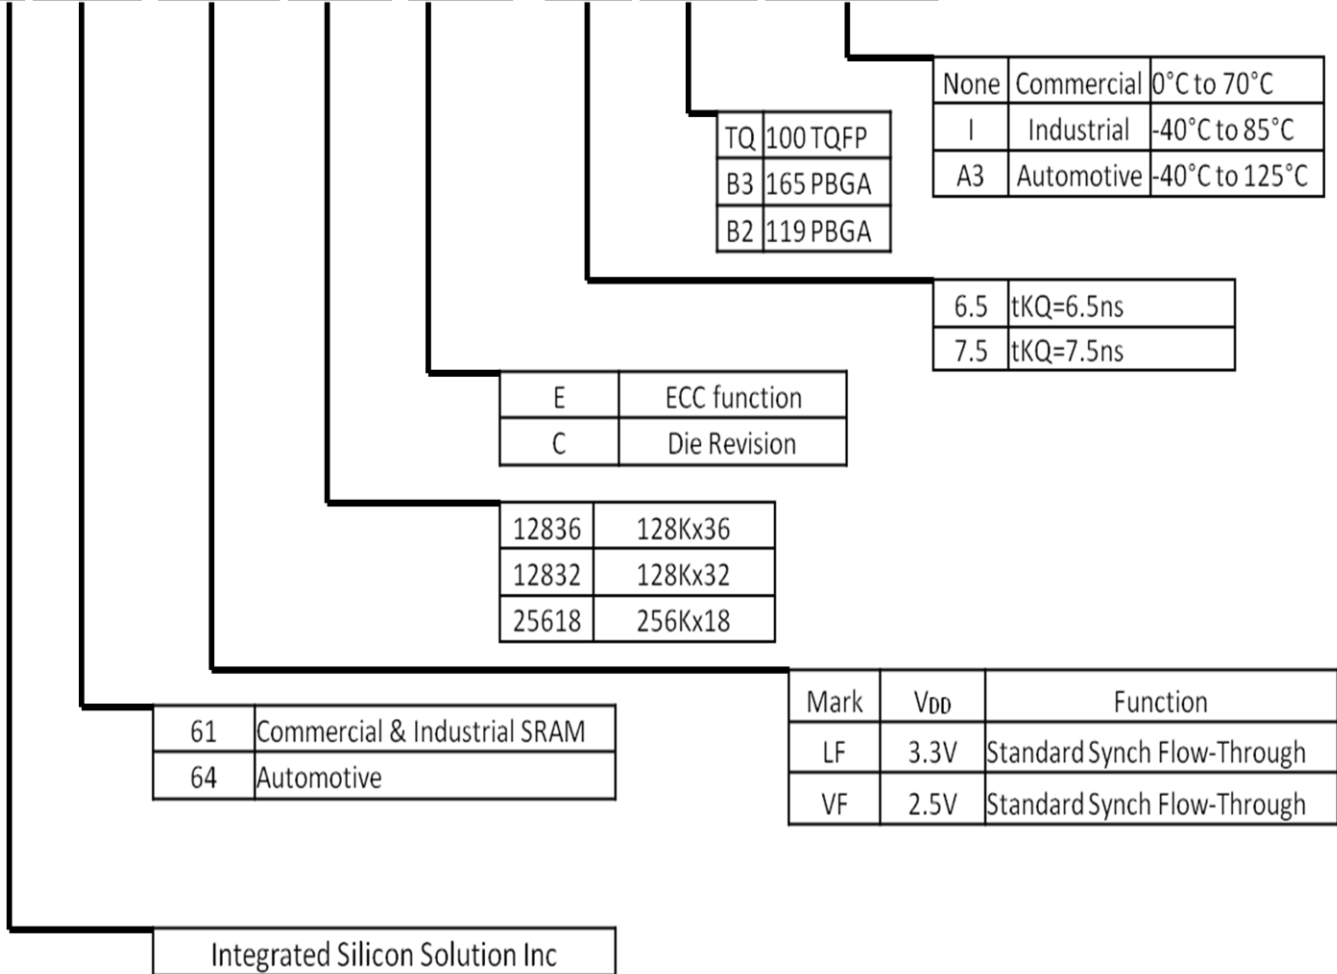 None Commercial 0°C to 70°C
I Industrial -40°C to 85°C
A3 Automotive -40°C to 125°C
TQ 100 TQFP
B3 165 PBGA
B2 119 PBGA
6.5 tKQ=6.5ns
7.5 tKQ=7.5ns
E ECC function
C Die Revision
12836 128Kx36
12832 128Kx32
25618 256Kx18
Mark VDD Function
LF 3.3V Standard Synch Flow-Through
VF 2.5V Standard Synch Flow-Through
61 Commercial & Industrial SRAM
64 Automotive
Integrated Silicon Solution Inc